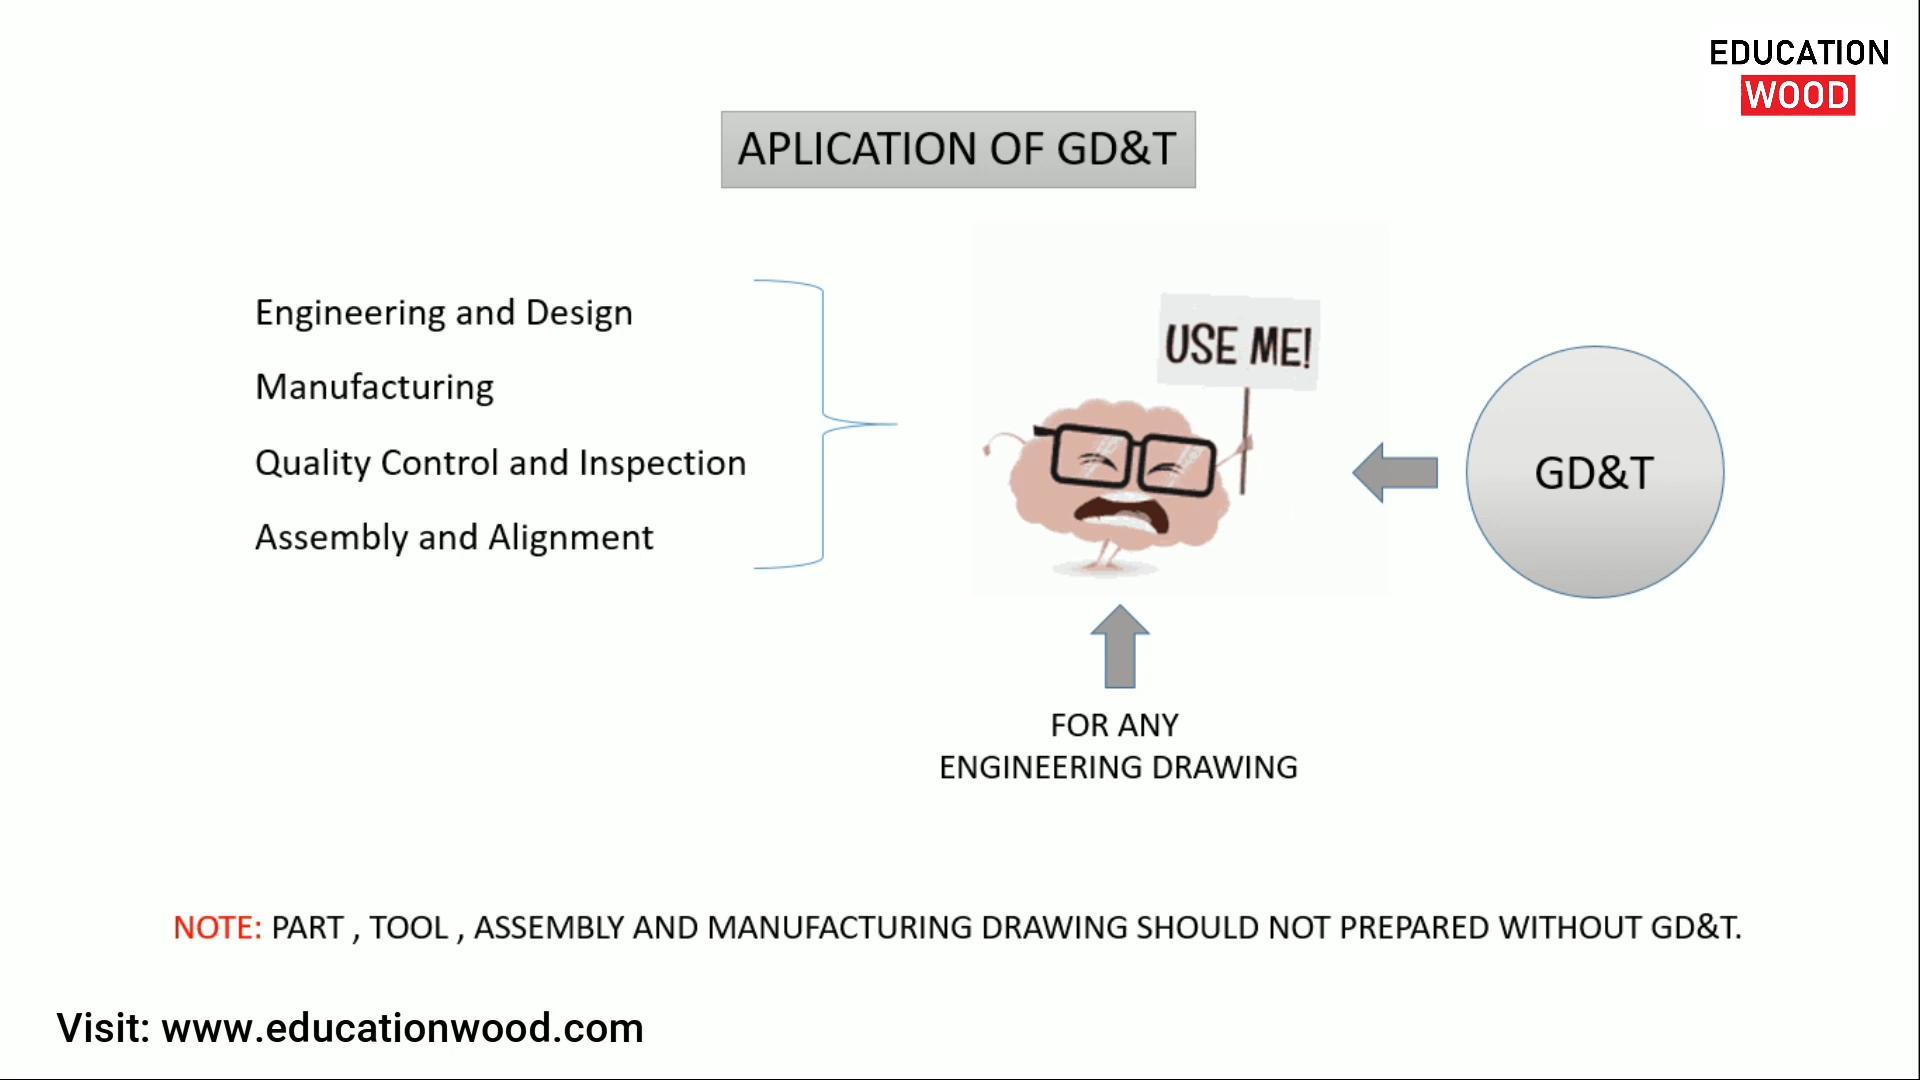 EDUCATION
WOOD
APLICATION OF GD&T
Engineering and Design
Manufacturing
Quality Control and Inspection
Assembly and Alignment
USE ME!
GD&T
FOR ANY
ENGINEERING DRAWING
NOTE: PART , TOOL , ASSEMBLY AND MANUFACTURING DRAWING SHOULD NOT PREPARED WITHOUT GD&T.
Visit: www.educationwood.com